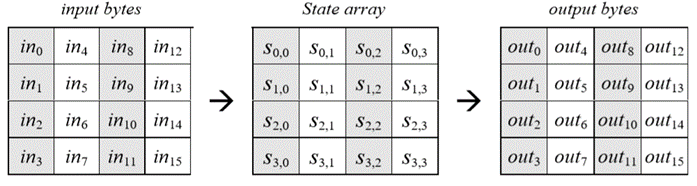 input bytes State array output bytes
in₀ in₄ in₈ in₁₂ s₀,₀ s₀,₁ s₀,₂ s₀,₃ out₀ out₄ out₈ out₁₂
in₁ in₅ in₉ in₁₃ s₁,₀ s₁,₁ s₁,₂ s₁,₃ out₁ out₅ out₉ out₁₃
→ →
in₂ in₆ in₁₀ in₁₄ s₂,₀ s₂,₁ s₂,₂ s₂,₃ out₂ out₆ out₁₀ out₁₄
in₃ in₇ in₁₁ in₁₅ s₃,₀ s₃,₁ s₃,₂ s₃,₃ out₃ out₇ out₁₁ out₁₅